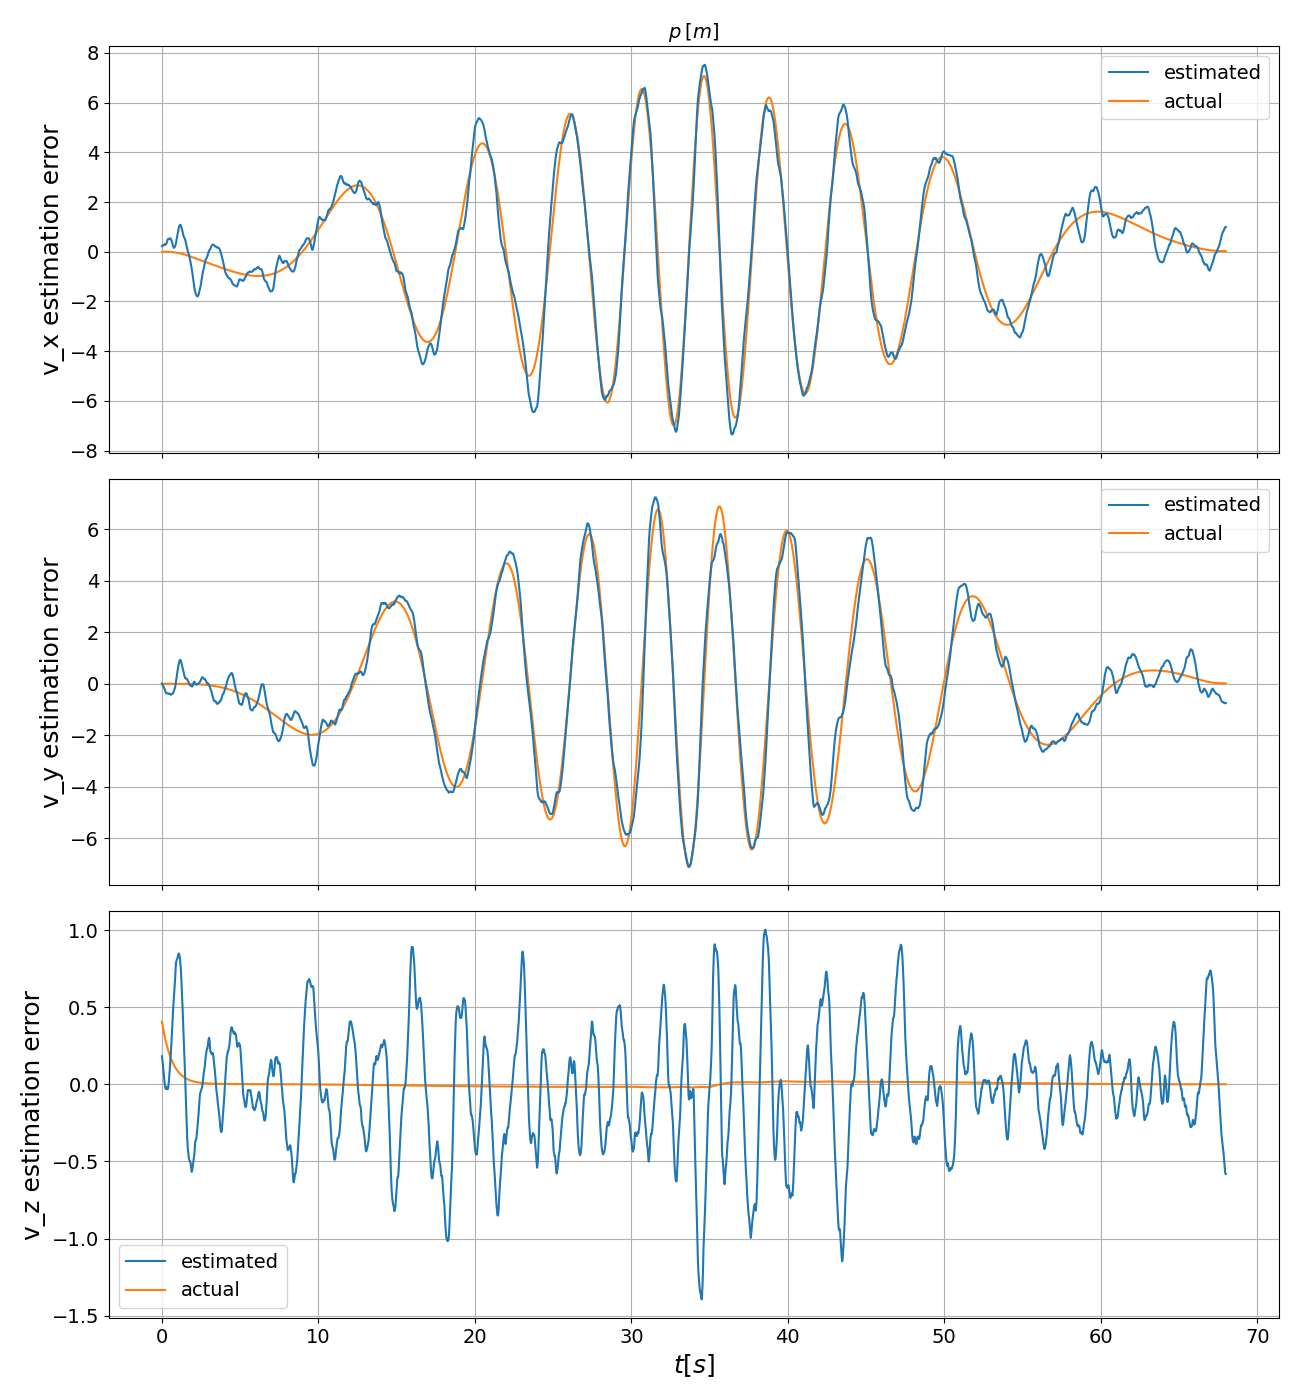 p [m]
8
6
4
2
0
−2
−4
−6
−8
v_x estimation error
estimated
actual
6
4
2
0
−2
−4
−6
v_y estimation error
estimated
actual
1.0
0.5
0.0
−0.5
−1.0
−1.5
v_z estimation error
estimated
actual
0 10 20 30 40 50 60 70
t[s]